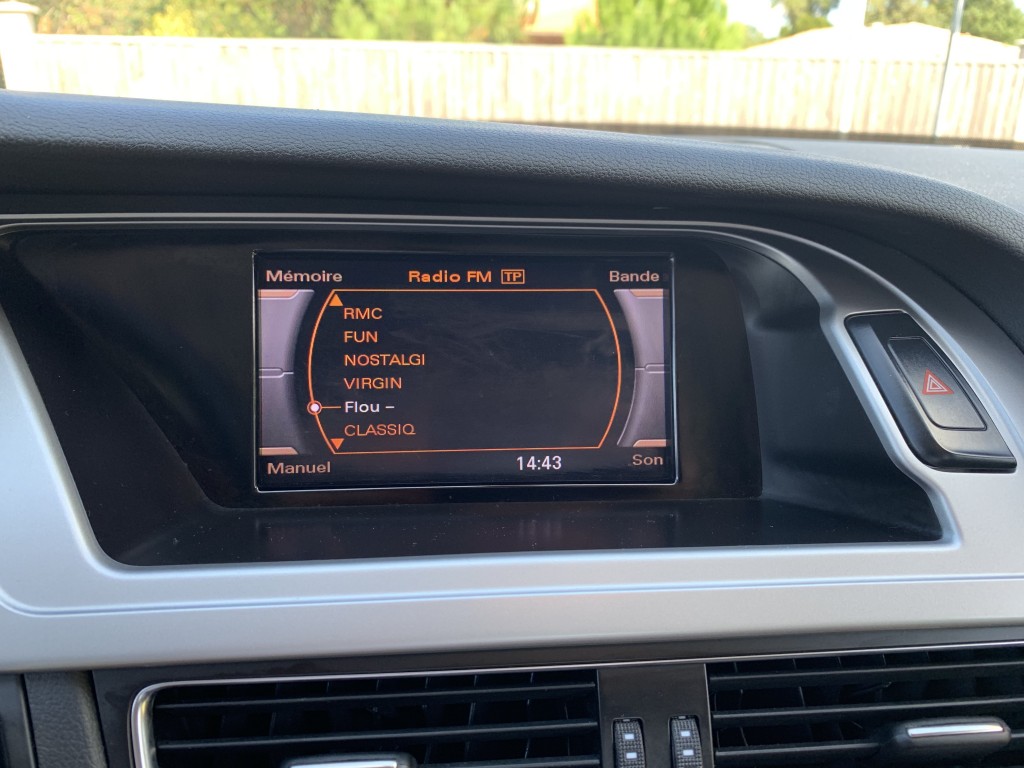 Mémoire Radio FM TP Bande
RMC
FUN
NOSTALGI
VIRGIN
Flou –
CLASSIQ
Manuel 14:43 Son